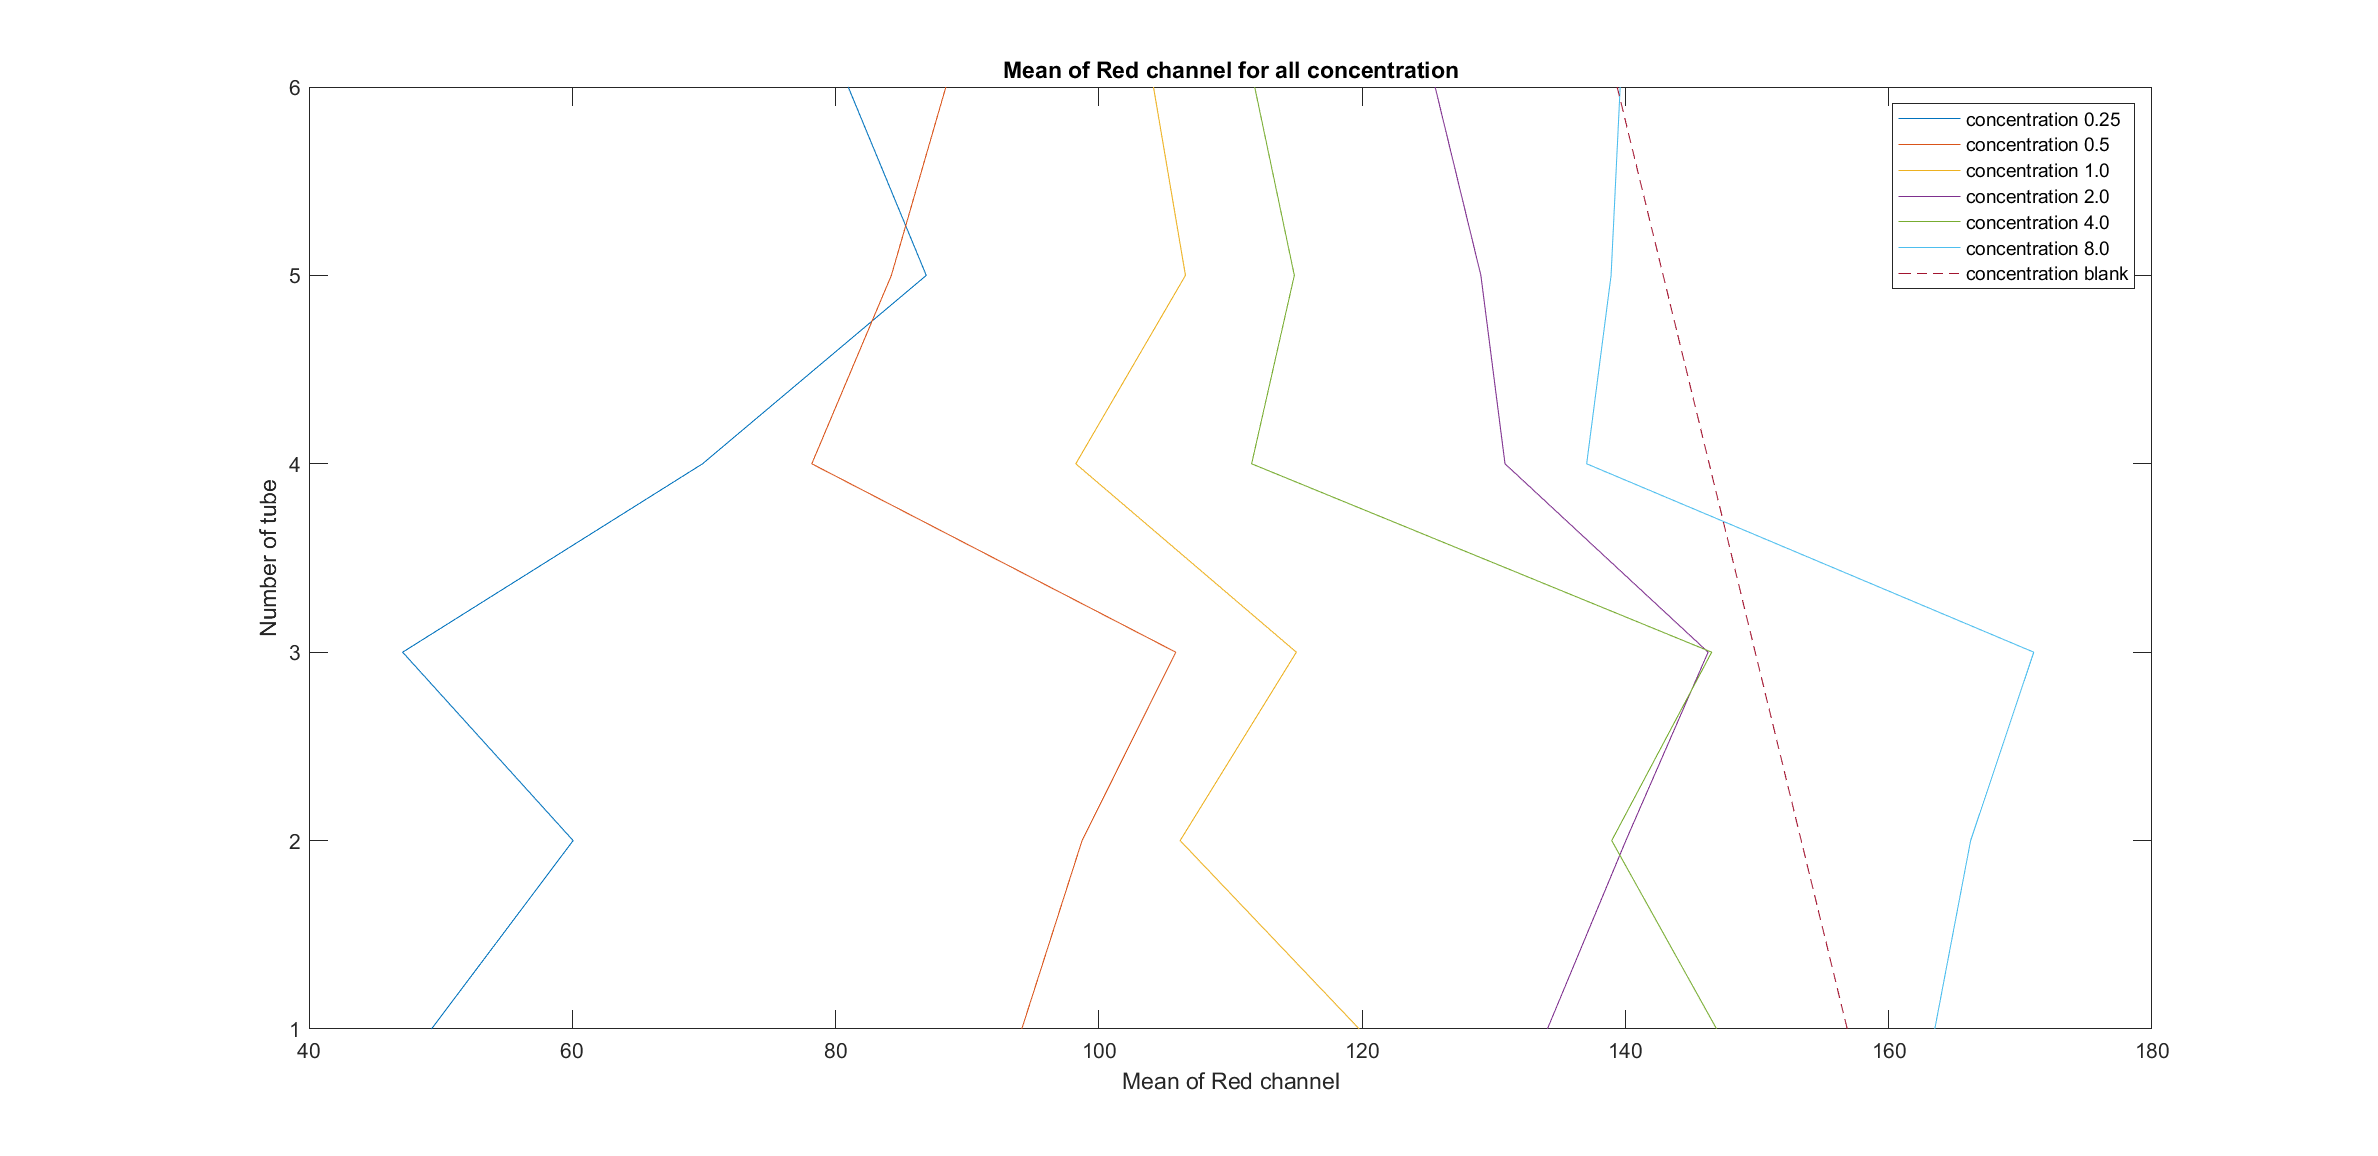 Mean of Red channel for all concentration
6
5
4
3
2
1
Number of tube
40 60 80 100 120 140 160 180
Mean of Red channel
concentration 0.25
concentration 0.5
concentration 1.0
concentration 2.0
concentration 4.0
concentration 8.0
concentration blank